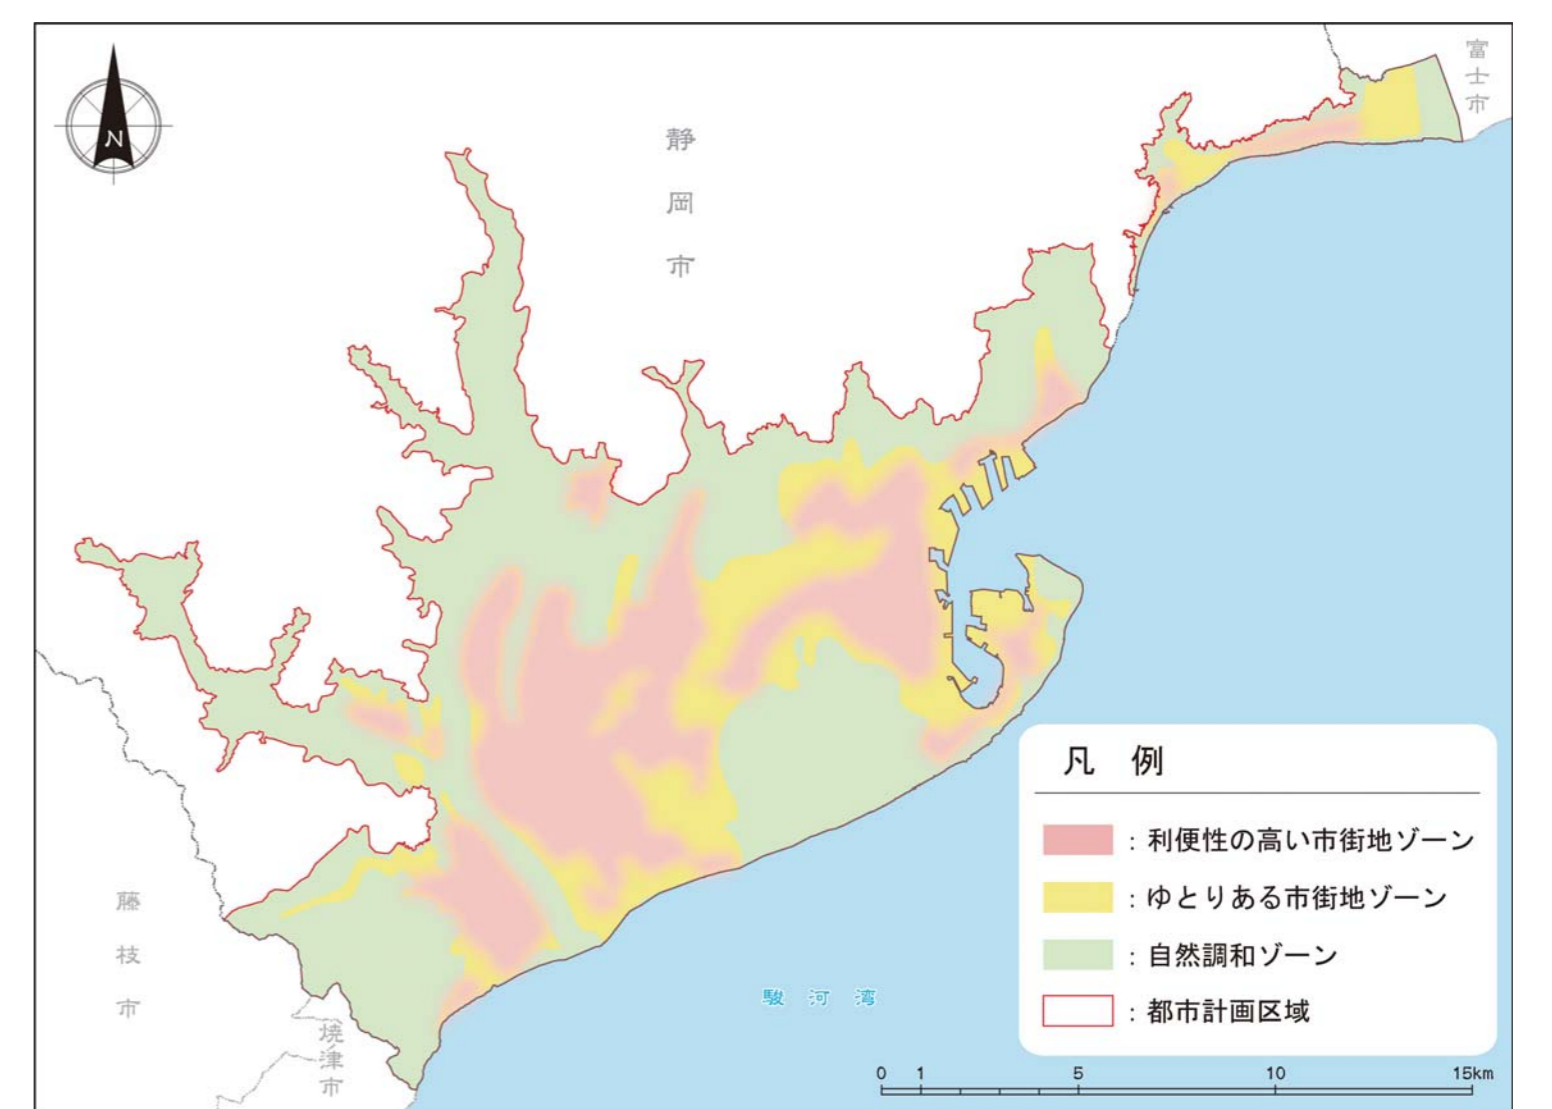 N
静岡市
富士市
藤枝市
焼津市
駿河湾
凡例
：利便性の高い市街地ゾーン
：ゆとりある市街地ゾーン
：自然調和ゾーン
：都市計画区域
0 1 5 10 15km